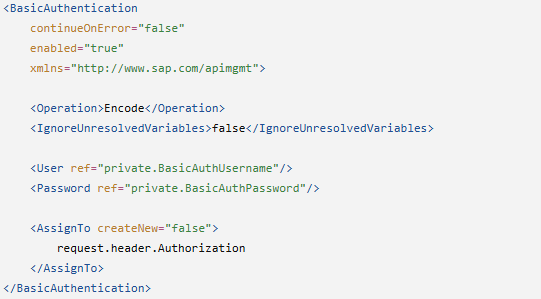 <BasicAuthentication
    continueOnError="false"
    enabled="true"
    xmlns="http://www.sap.com/apimgmt">
    <Operation>Encode</Operation>
    <IgnoreUnresolvedVariables>false</IgnoreUnresolvedVariables>
    <User ref="private.BasicAuthUsername"/>
    <Password ref="private.BasicAuthPassword"/>
    <AssignTo createNew="false">
        request.header.Authorization
    </AssignTo>
</BasicAuthentication>